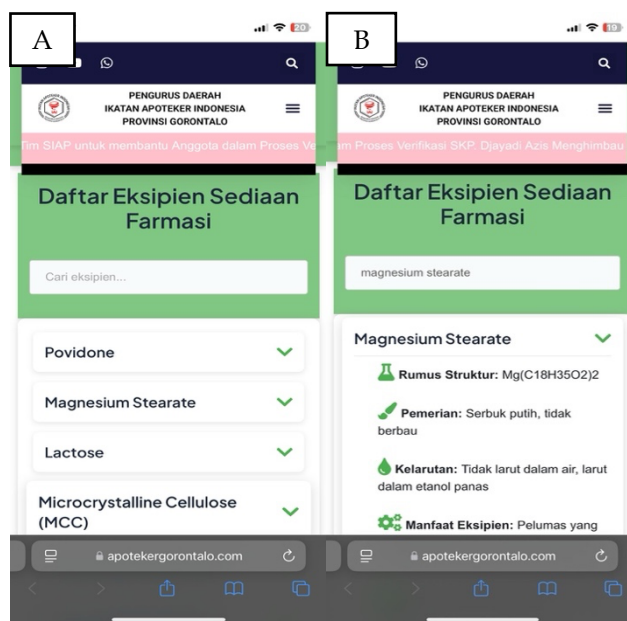 A
20
PENGURUS DAERAH
IKATAN APOTEKER INDONESIA
PROVINSI GORONTALO
Tim SIAP untuk membantu Anggota dalam Proses Ve
Daftar Eksipien Sediaan
Farmasi
Cari eksipien...
Povidone
Magnesium Stearate
Lactose
Microcrystalline Cellulose
(MCC)
apotekergorontalo.com
B
19
PENGURUS DAERAH
IKATAN APOTEKER INDONESIA
PROVINSI GORONTALO
am Proses Verifikasi SKP. Djayadi Azis Menghimbau
Daftar Eksipien Sediaan
Farmasi
magnesium stearate
Magnesium Stearate
Rumus Struktur: Mg(C18H35O2)2
Pemerian: Serbuk putih, tidak
berbau
Kelarutan: Tidak larut dalam air, larut
dalam etanol panas
Manfaat Eksipien: Pelumas yang
apotekergorontalo.com